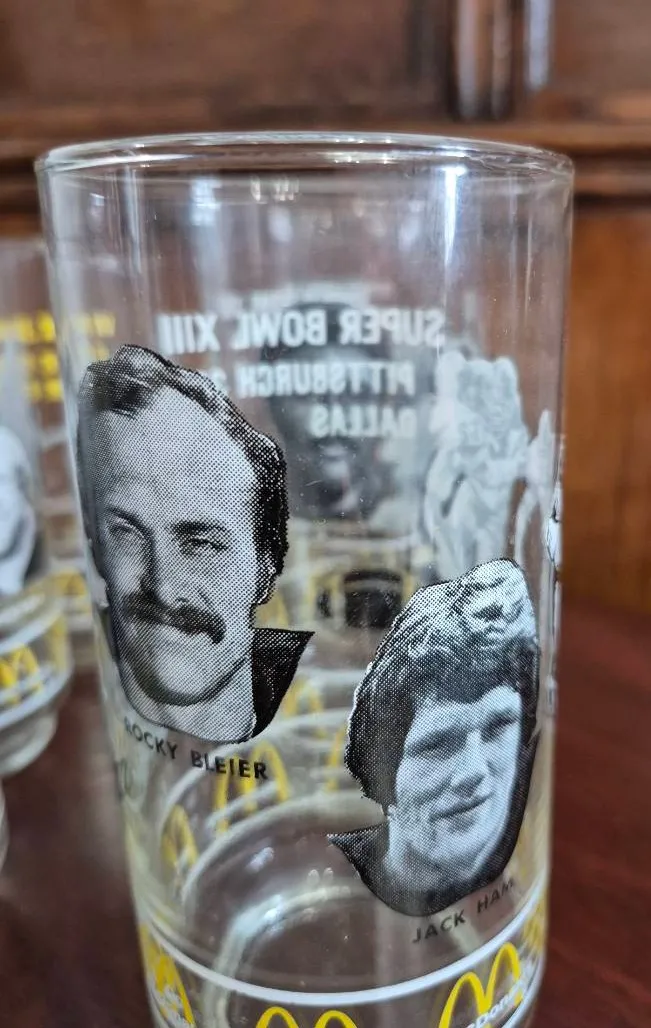 SUPER BOWL XIII
PITTSBURGH
DALLAS
ROCKY BLEIER
JACK HAM